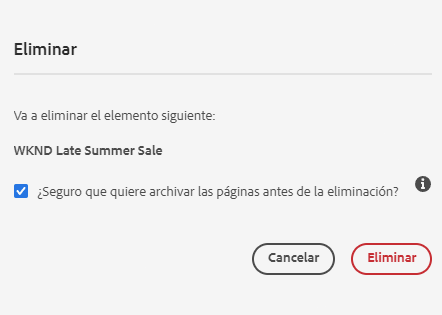 Eliminar
Va a eliminar el elemento siguiente:
WKND Late Summer Sale
¿Seguro que quiere archivar las páginas antes de la eliminación?
Cancelar
Eliminar